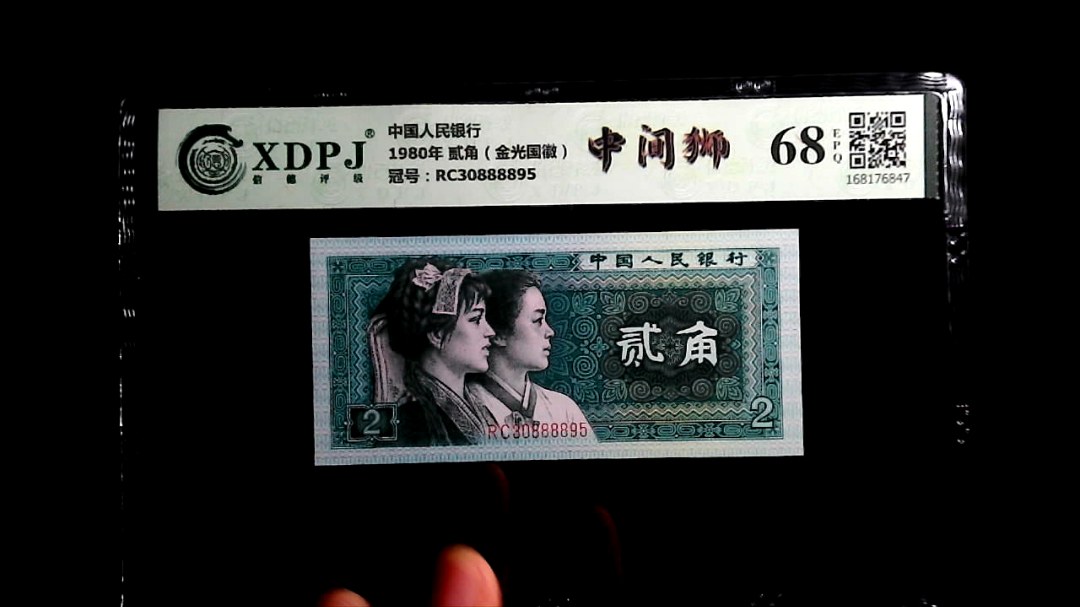 XDPJ®
信德评级
中国人民银行
1980年 贰角（金光国徽）
冠号：RC30888895
中间狮
68 EPQ
168176847
中国人民银行
贰角
2
2
RC30888895